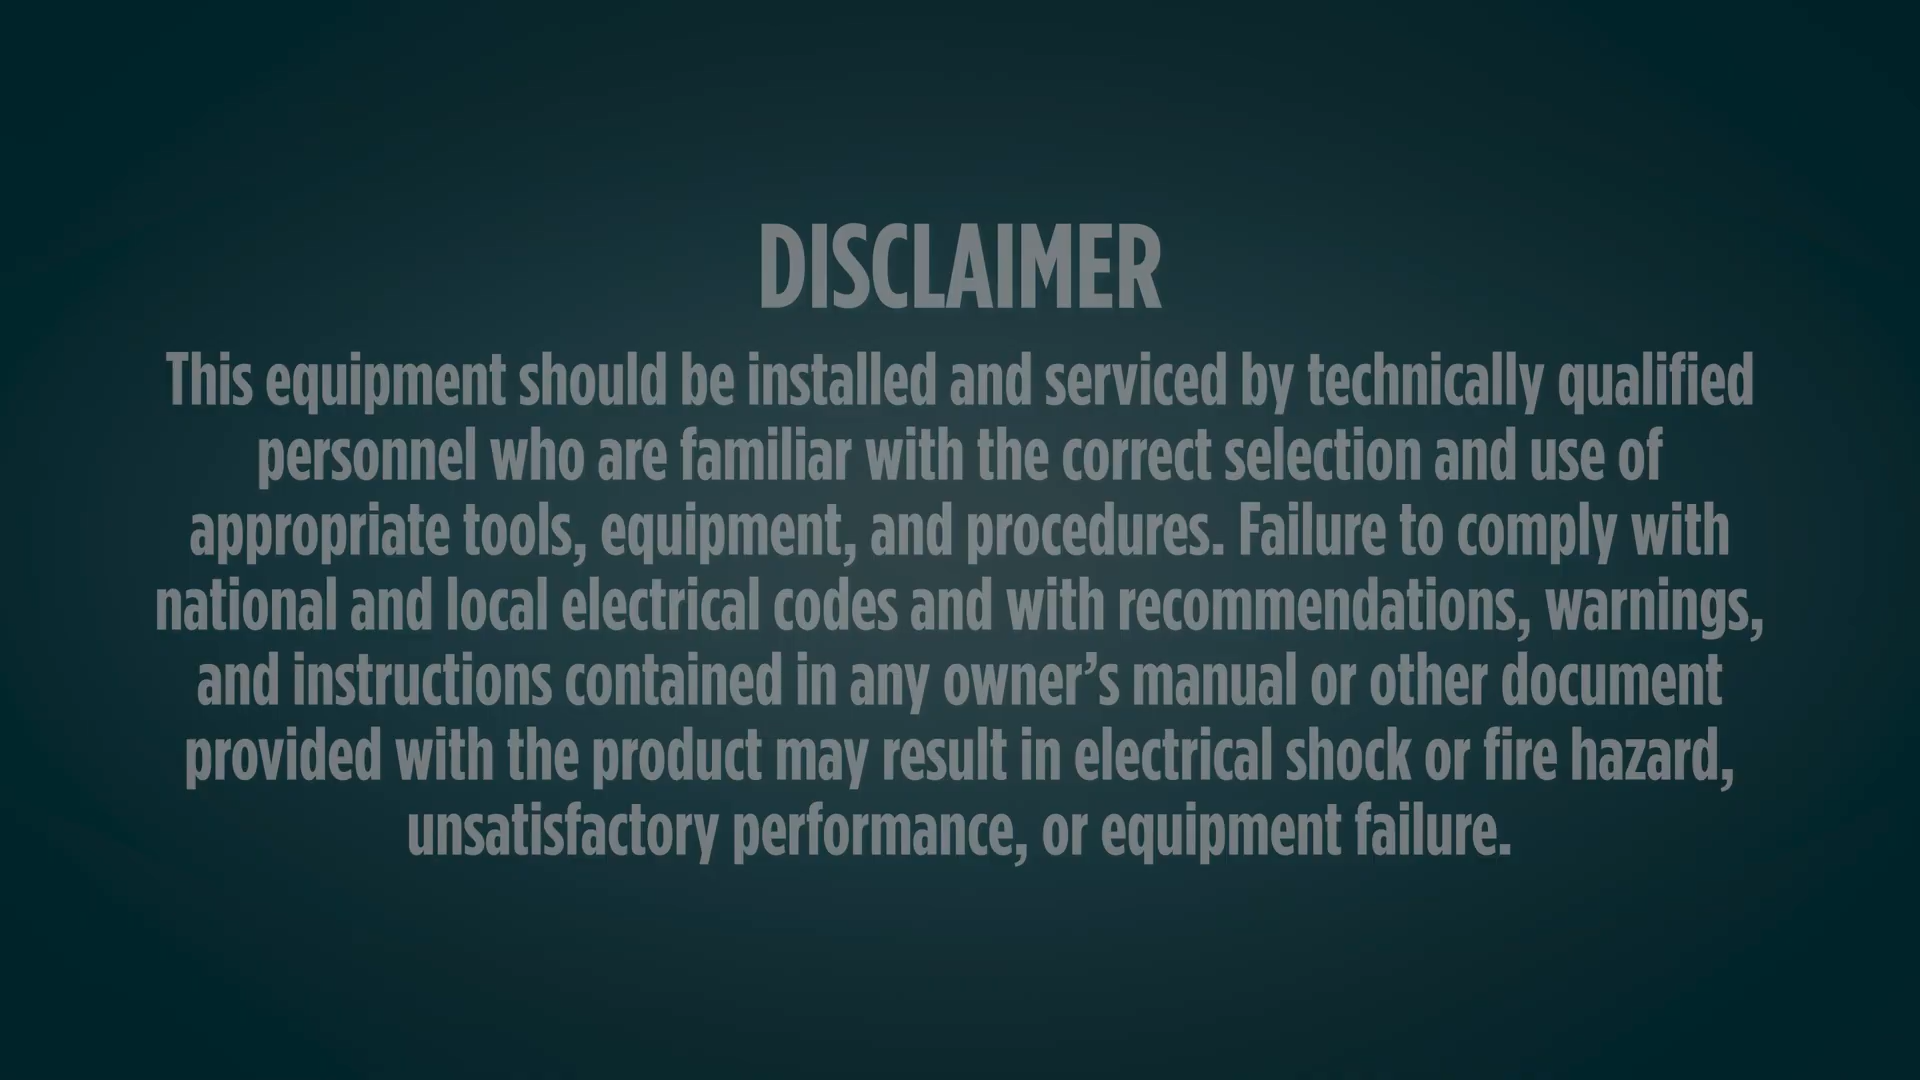 DISCLAIMER
This equipment should be installed and serviced by technically qualified
personnel who are familiar with the correct selection and use of
appropriate tools, equipment, and procedures. Failure to comply with
national and local electrical codes and with recommendations, warnings,
and instructions contained in any owner’s manual or other document
provided with the product may result in electrical shock or fire hazard,
unsatisfactory performance, or equipment failure.